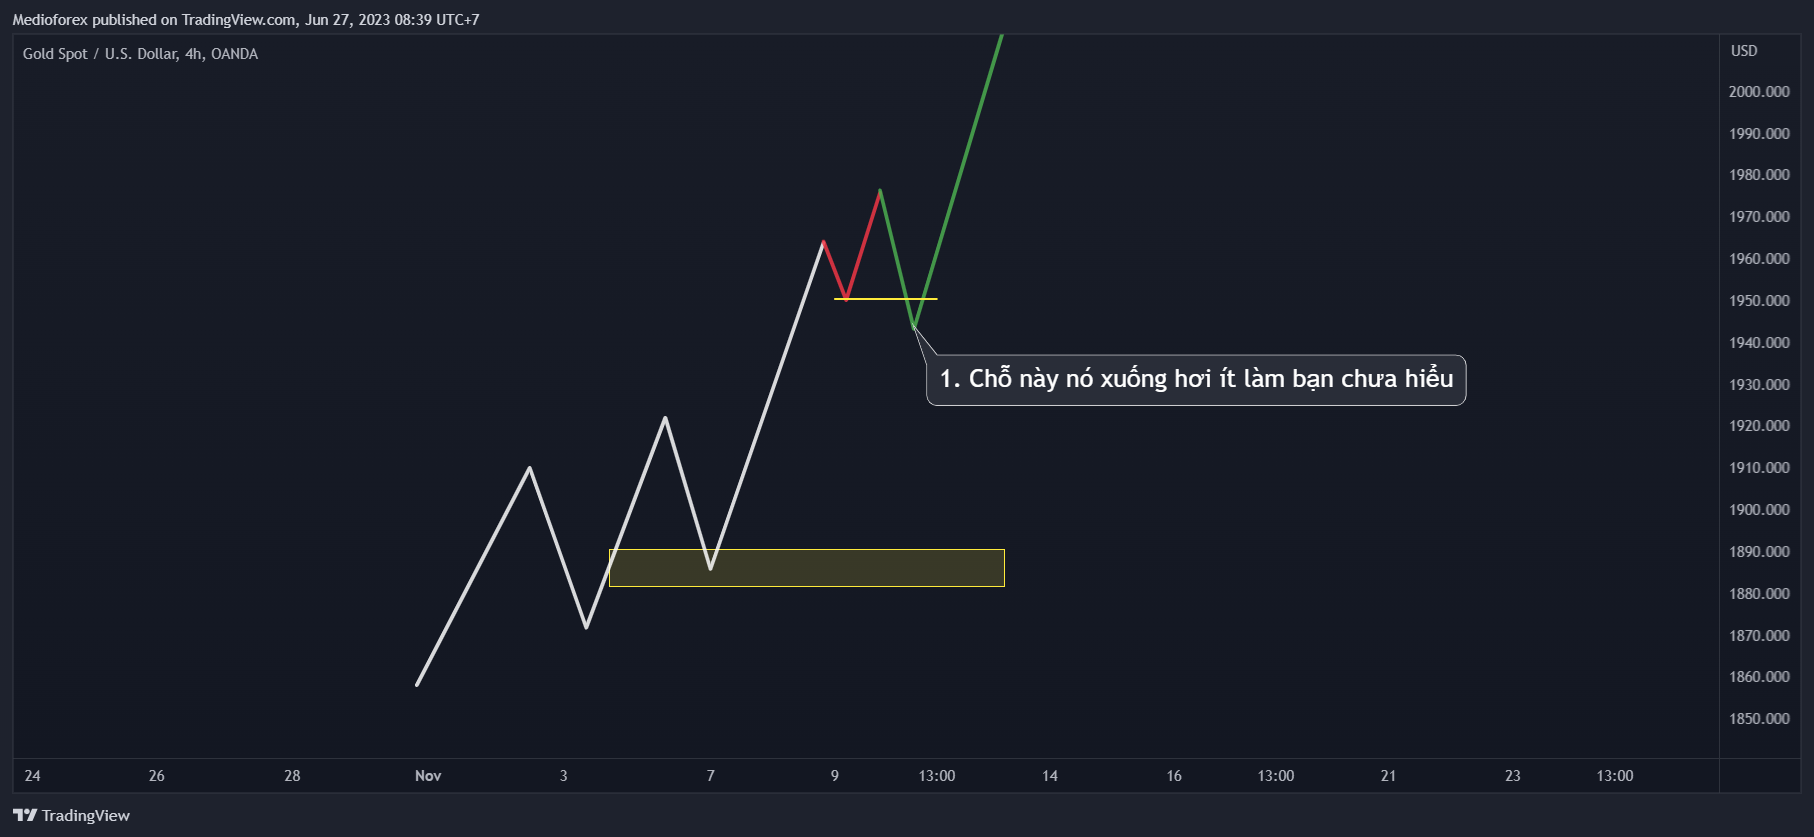 Medioforex published on TradingView.com, Jun 27, 2023 08:39 UTC+7
Gold Spot / U.S. Dollar, 4h, OANDA
USD
2000.000
1990.000
1980.000
1970.000
1960.000
1950.000
1940.000
1930.000
1920.000
1910.000
1900.000
1890.000
1880.000
1870.000
1860.000
1850.000
1. Chỗ này nó xuống hơi ít làm bạn chưa hiểu
24 26 28 Nov 3 7 9 13:00 14 16 13:00 21 23 13:00
TradingView